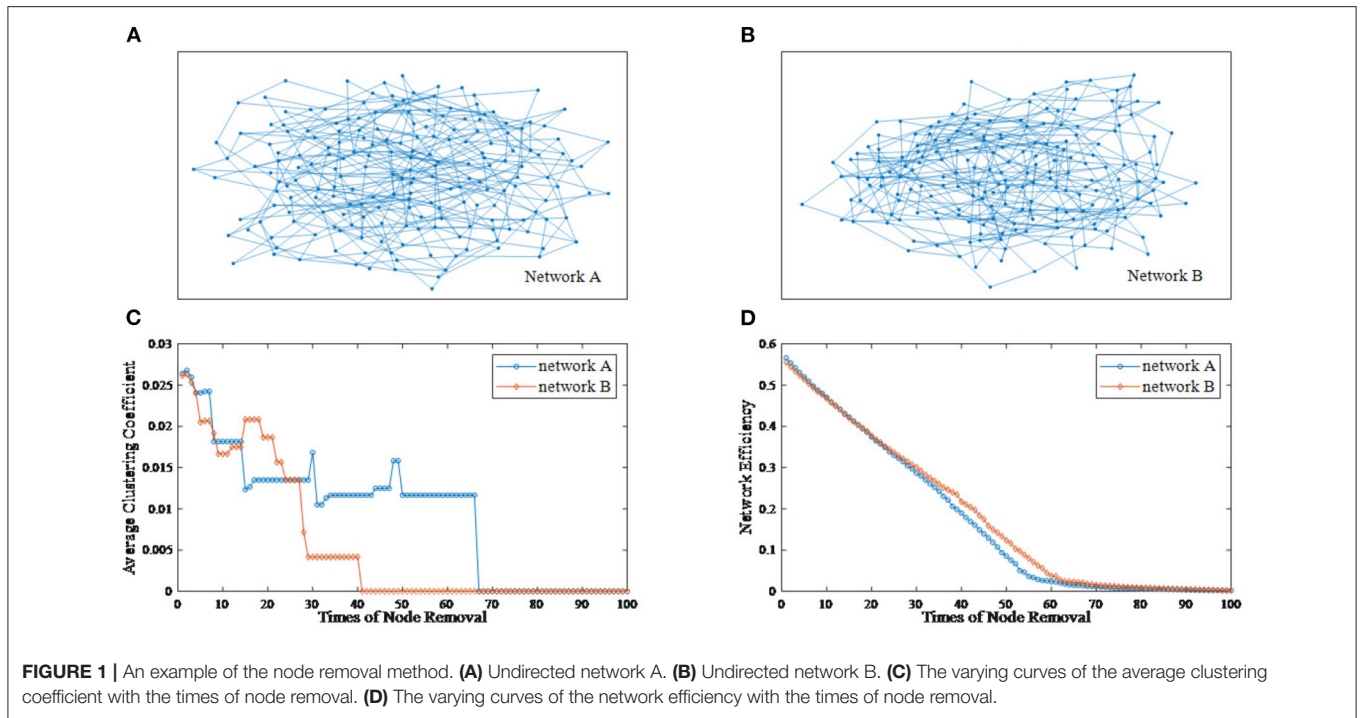 A
B
Network A
Network B
C
D
Average Clustering Coefficient
0.03
0.025
0.02
0.015
0.01
0.005
0
network A
network B
0 10 20 30 40 50 60 70 80 90 100
Times of Node Removal
Network Efficiency
0.6
0.5
0.4
0.3
0.2
0.1
0
network A
network B
0 10 20 30 40 50 60 70 80 90 100
Times of Node Removal
FIGURE 1 | An example of the node removal method. (A) Undirected network A. (B) Undirected network B. (C) The varying curves of the average clustering
coefficient with the times of node removal. (D) The varying curves of the network efficiency with the times of node removal.